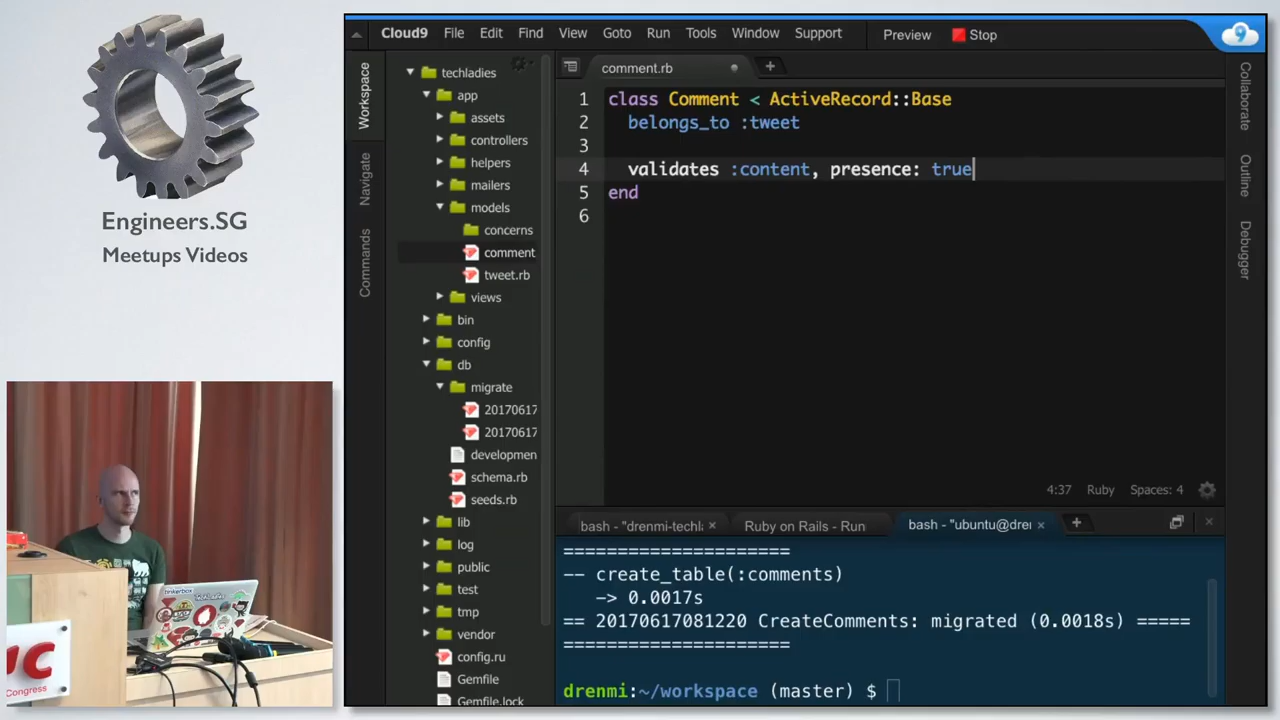 Engineers.SG
Meetups Videos
Congress
Cloud9 File Edit Find View Goto Run Tools Window Support Preview Stop
Workspace
Navigate
Commands
techladies
app
assets
controllers
helpers
mailers
models
concerns
comment
tweet.rb
views
bin
config
db
migrate
20170617
20170617
developmen
schema.rb
seeds.rb
lib
log
public
test
tmp
vendor
config.ru
Gemfile
Gemfile.lock
comment.rb
1 class Comment < ActiveRecord::Base
2 belongs_to :tweet
3
4 validates :content, presence: true
5 end
6
4:37 Ruby Spaces: 4
Collaborate
Outline
Debugger
bash - "drenmi-techla × Ruby on Rails - Run bash - "ubuntu@dren ×
=====================
-- create_table(:comments)
-> 0.0017s
== 20170617081220 CreateComments: migrated (0.0018s) =====
=====================
drenmi:~/workspace (master) $